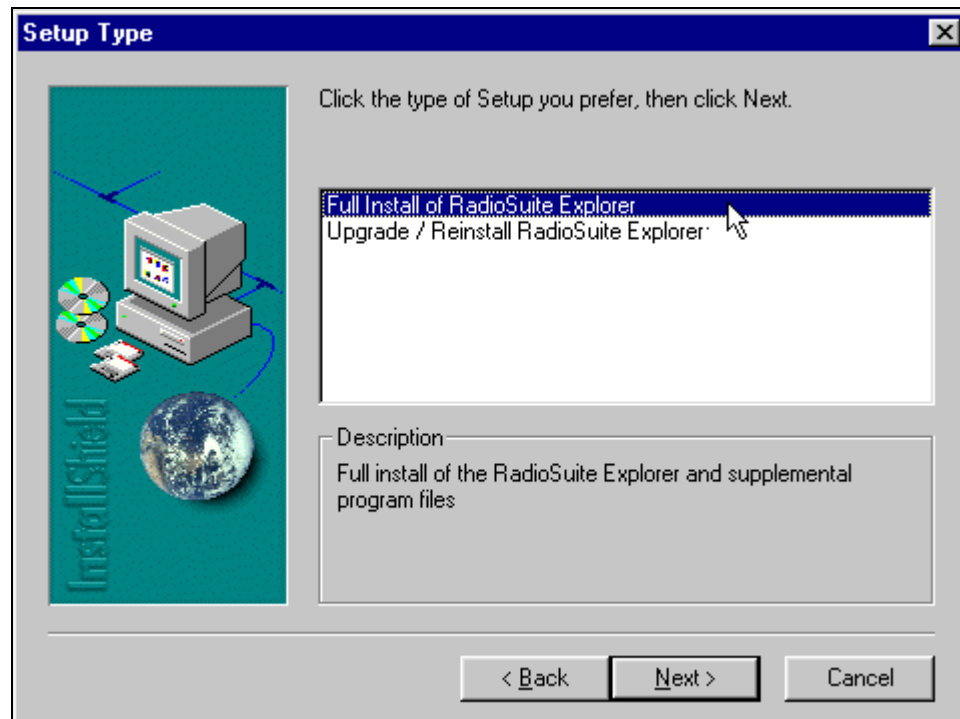 Setup Type
Click the type of Setup you prefer, then click Next.
Full Install of RadioSuite Explorer
Upgrade / Reinstall RadioSuite Explorer
InstallShield
Description
Full install of the RadioSuite Explorer and supplemental
program files
< Back
Next >
Cancel